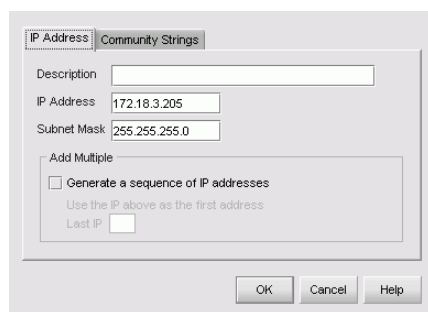 IP Address Community Strings
Description
IP Address 172.18.3.205
Subnet Mask 255.255.255.0
Add Multiple
Generate a sequence of IP addresses
Use the IP above as the first address
Last IP
OK Cancel Help